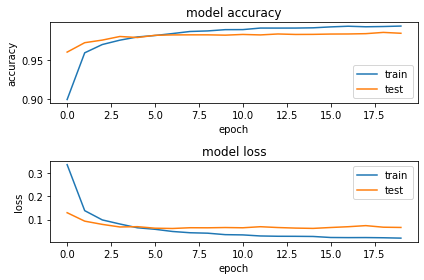 model accuracy
0.95
0.90
accuracy
train
test
0.0 2.5 5.0 7.5 10.0 12.5 15.0 17.5
epoch
model loss
0.3
0.2
0.1
loss
train
test
0.0 2.5 5.0 7.5 10.0 12.5 15.0 17.5
epoch